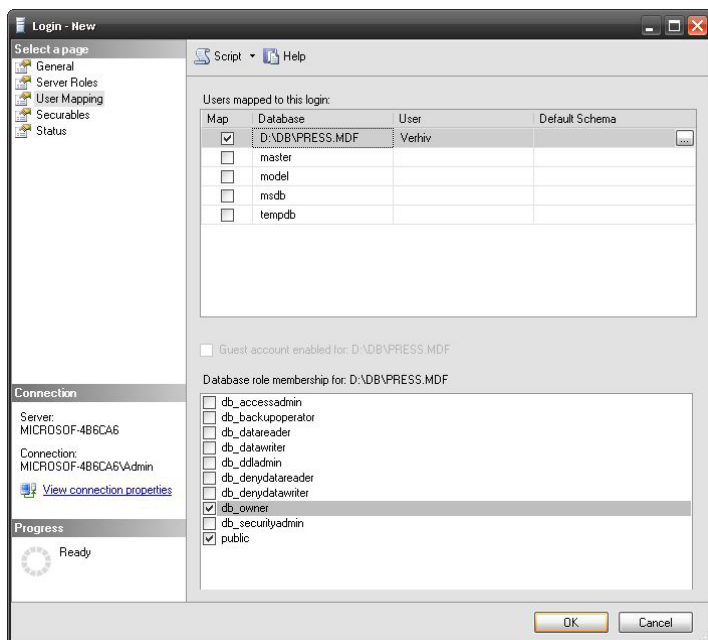 Login - New
Select a page
General
Server Roles
User Mapping
Securables
Status
Script
Help
Users mapped to this login:
Map Database User Default Schema
D:\DB\PRESS.MDF Verhiv ...
master
model
msdb
tempdb
Guest account enabled for: D:\DB\PRESS.MDF
Database role membership for: D:\DB\PRESS.MDF
db_accessadmin
db_backupoperator
db_datareader
db_datawriter
db_ddladmin
db_denydatareader
db_denydatawriter
db_owner
db_securityadmin
public
Connection
Server:
MICROSOF-4B6CA6
Connection:
MICROSOF-4B6CA6\Admin
View connection properties
Progress
Ready
OK Cancel